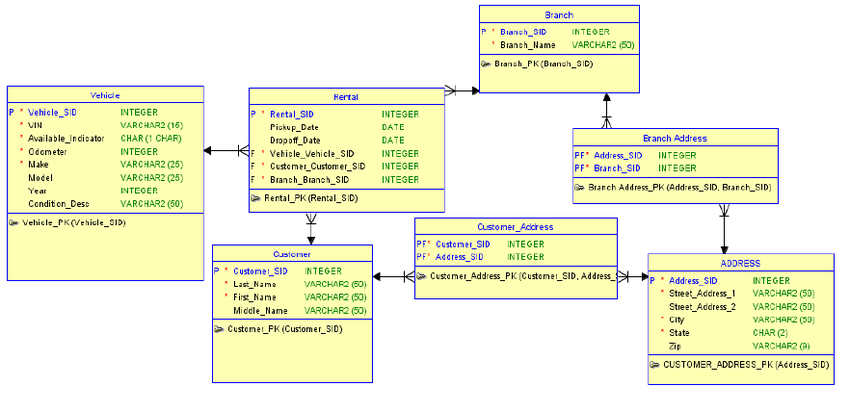 Branch
P * Branch_SID INTEGER
* Branch_Name VARCHAR2 (50)
Branch_PK (Branch_SID)
Vehicle
P * Vehicle_SID INTEGER
* VIN VARCHAR2 (16)
* Available_Indicator CHAR (1 CHAR)
* Odometer INTEGER
* Make VARCHAR2 (25)
Model VARCHAR2 (25)
Year INTEGER
Condition_Desc VARCHAR2 (50)
Vehicle_PK (Vehicle_SID)
Rental
P * Rental_SID INTEGER
Pickup_Date DATE
Dropoff_Date DATE
F * Vehicle_Vehicle_SID INTEGER
F * Customer_Customer_SID INTEGER
F * Branch_Branch_SID INTEGER
Rental_PK (Rental_SID)
Branch Address
PF* Address_SID INTEGER
PF* Branch_SID INTEGER
Branch Address_PK (Address_SID, Branch_SID)
Customer
P * Customer_SID INTEGER
* Last_Name VARCHAR2 (50)
* First_Name VARCHAR2 (50)
Middle_Name VARCHAR2 (50)
Customer_PK (Customer_SID)
Customer_Address
PF* Customer_SID INTEGER
PF* Address_SID INTEGER
Customer_Address_PK (Customer_SID, Address_
ADDRESS
P * Address_SID INTEGER
* Street_Address_1 VARCHAR2 (50)
Street_Address_2 VARCHAR2 (50)
* City VARCHAR2 (50)
* State CHAR (2)
Zip VARCHAR2 (9)
CUSTOMER_ADDRESS_PK (Address_SID)